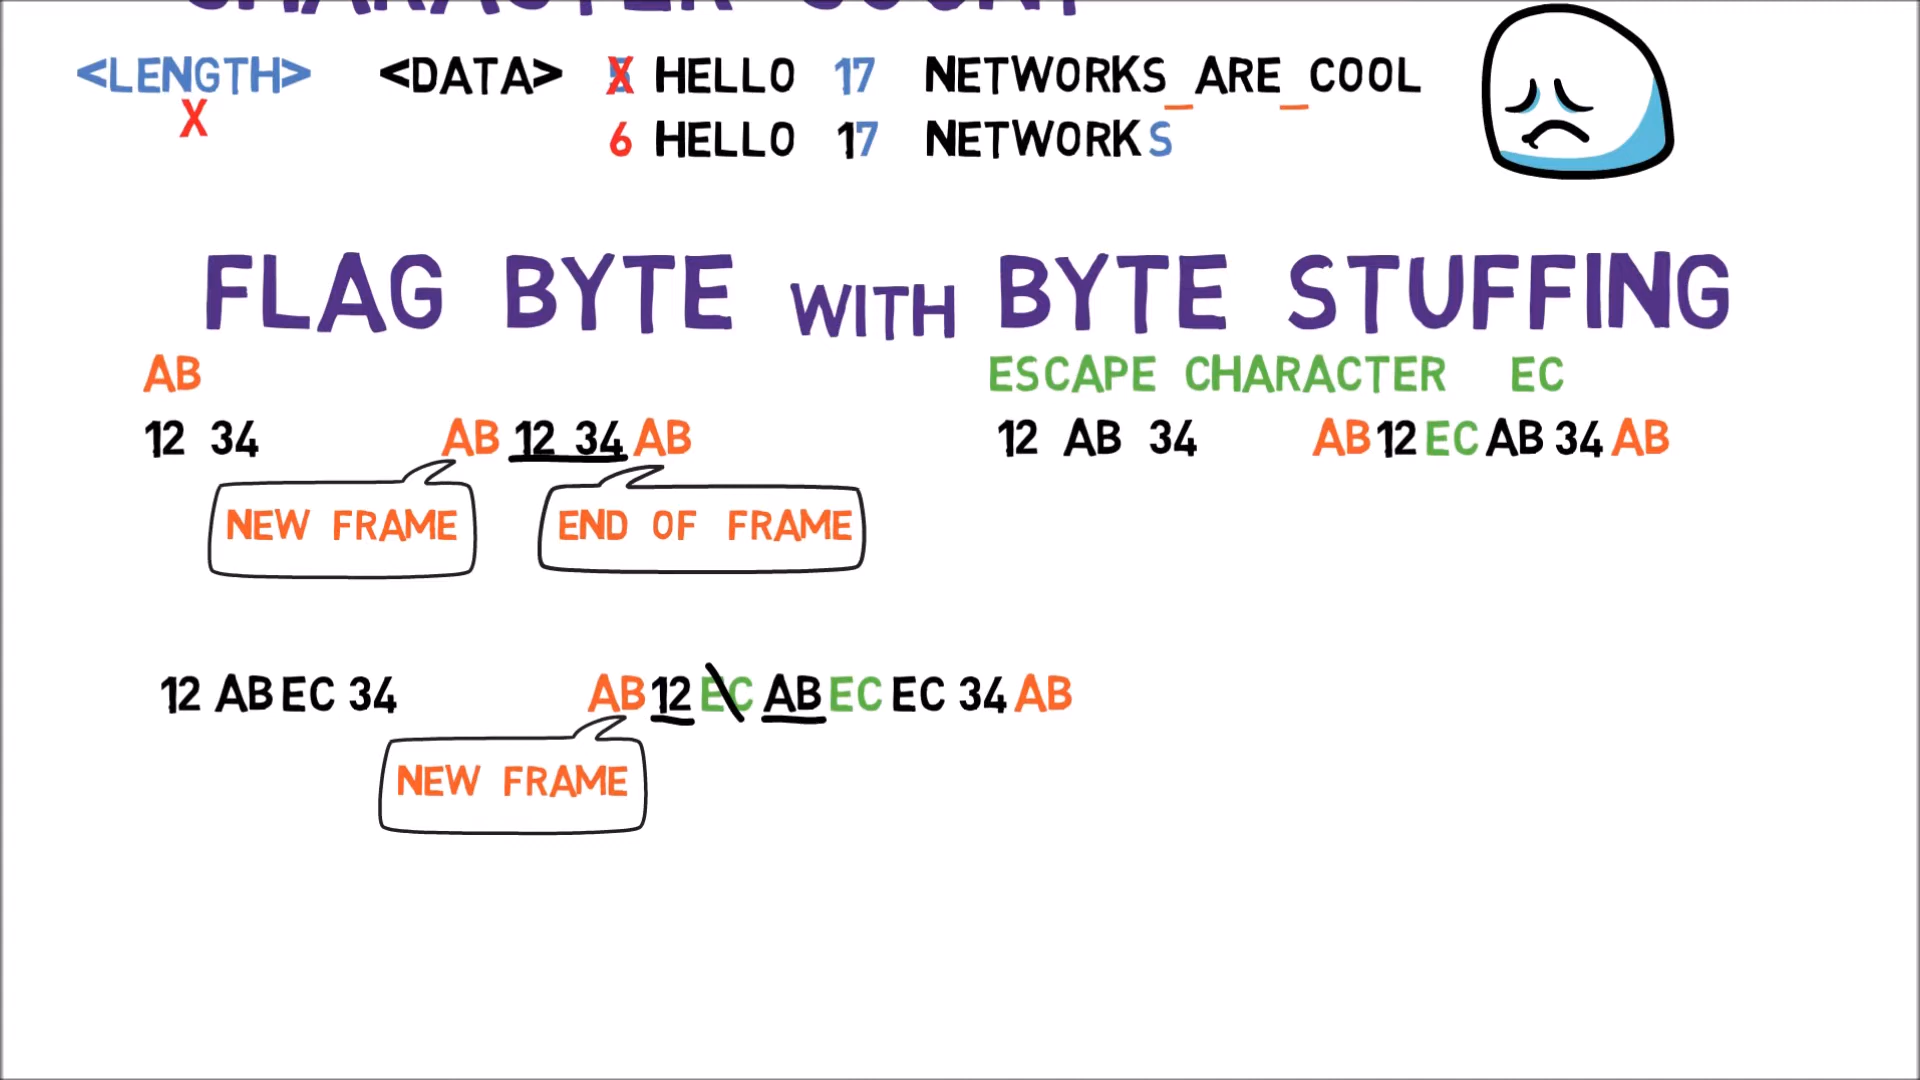 CHARACTER COUNT
<LENGTH> <DATA> X HELLO 17 NETWORKS_ARE_COOL
X
6 HELLO 17 NETWORKS
FLAG BYTE WITH BYTE STUFFING
AB
ESCAPE CHARACTER EC
12 34 AB 12 34 AB
12 AB 34 AB 12 EC AB 34 AB
NEW FRAME
END OF FRAME
12 AB EC 34 AB 12 EC AB EC EC 34 AB
NEW FRAME